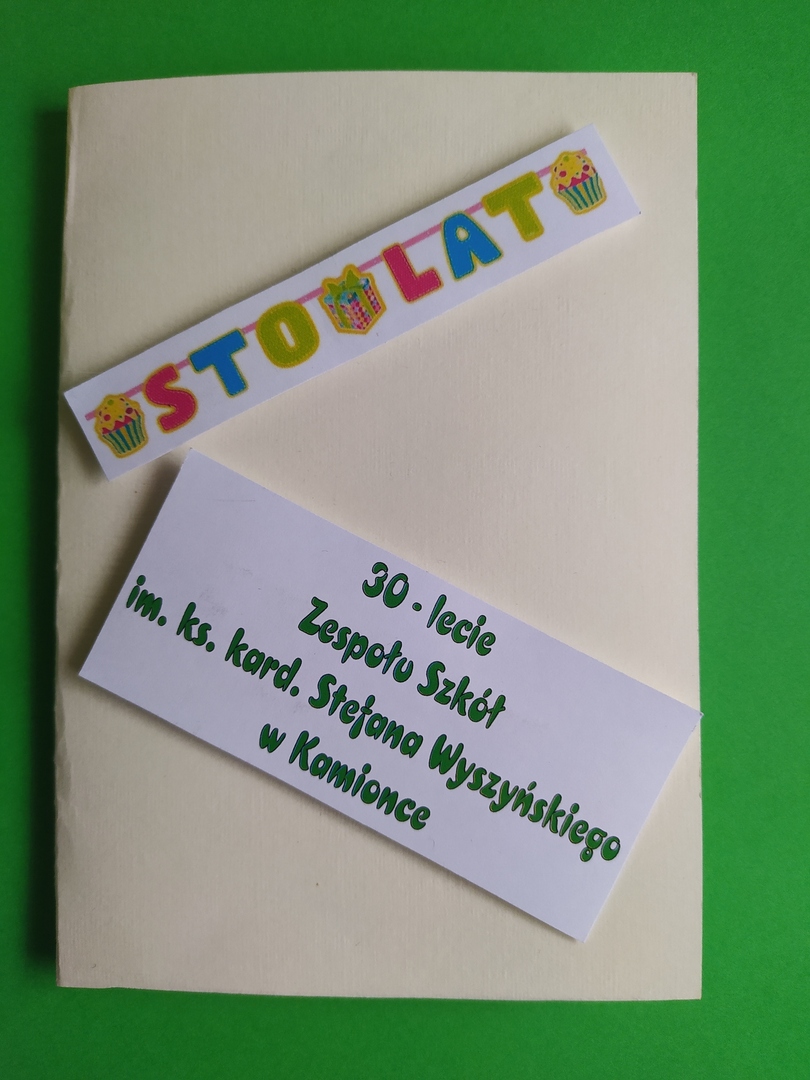 STO LAT
30 - lecie
Zespołu Szkół
im. ks. kard. Stefana Wyszyńskiego
w Kamionce